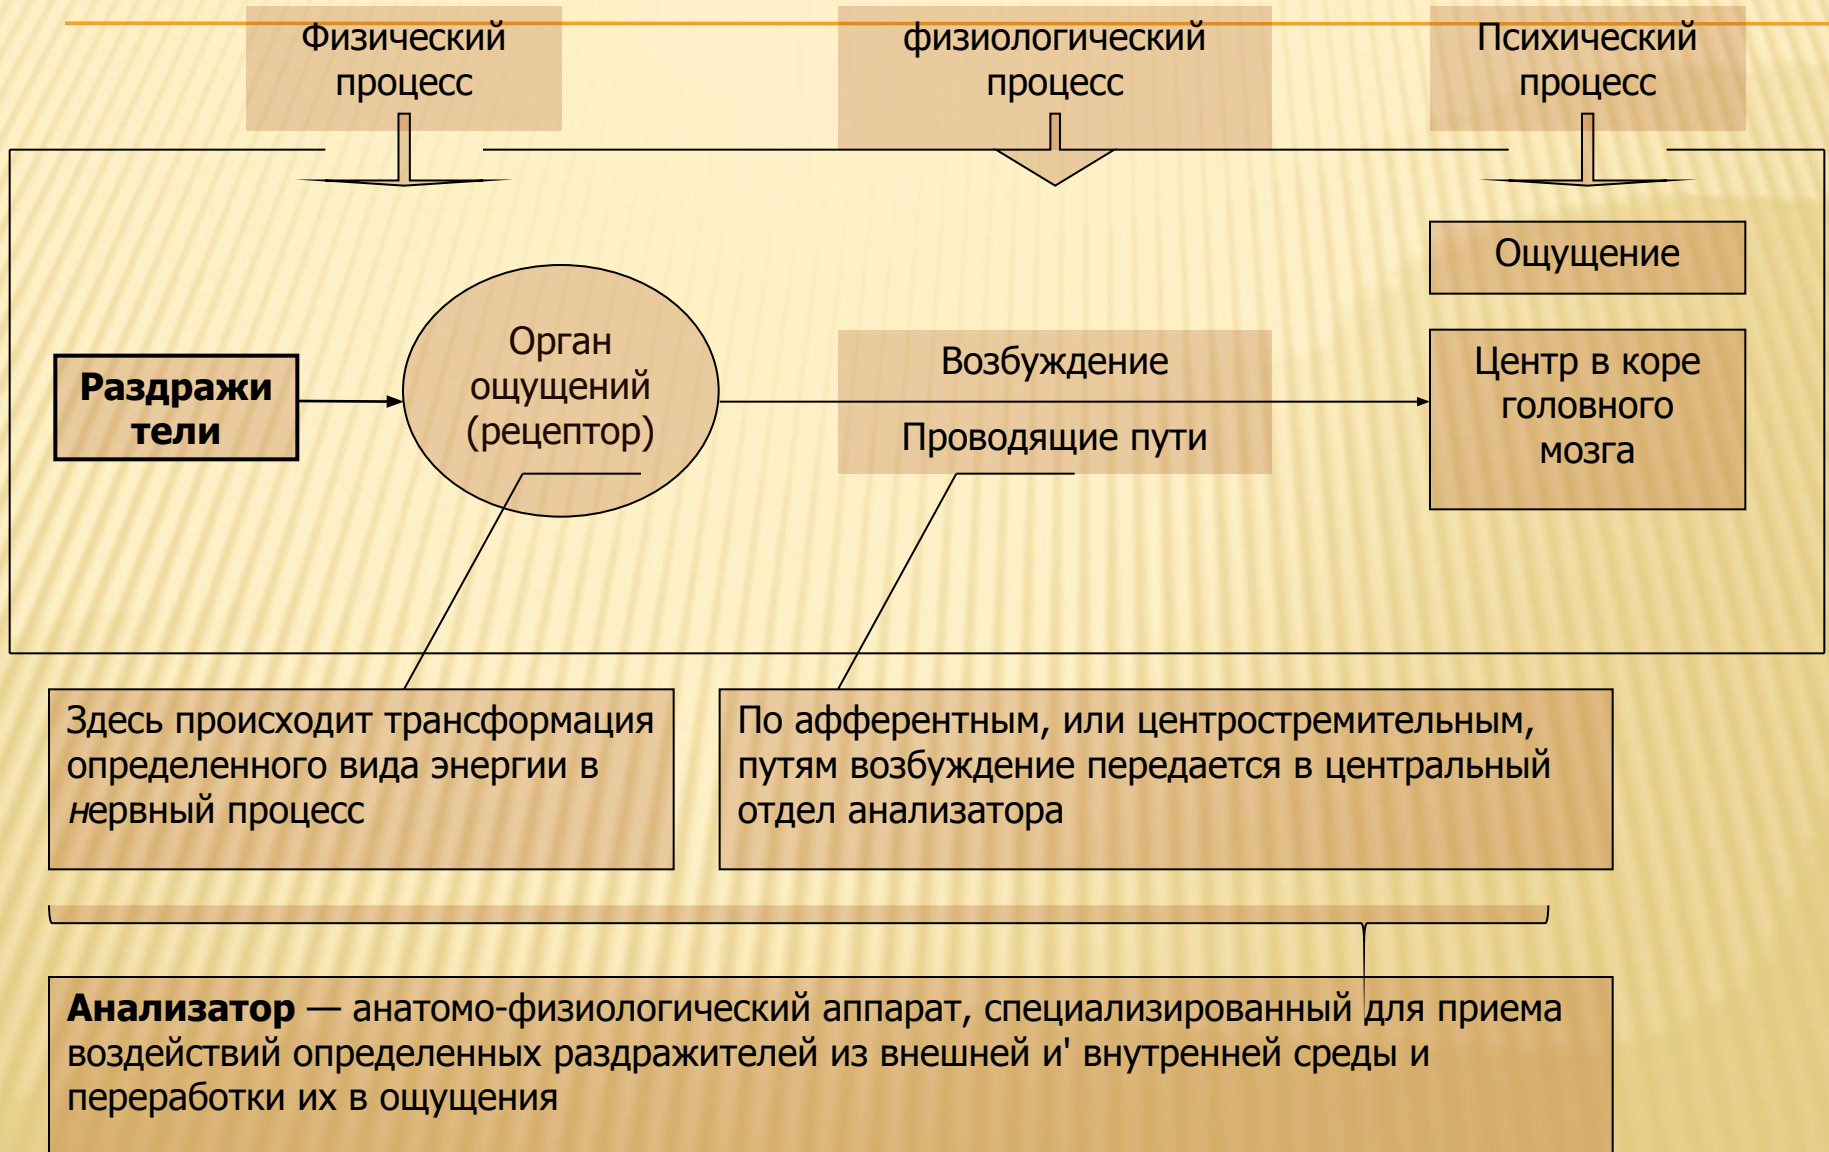 Физический
процесс
физиологический
процесс
Психический
процесс
Ощущение
Раздражи
тели
Орган
ощущений
(рецептор)
Возбуждение
Проводящие пути
Центр в коре
головного
мозга
Здесь происходит трансформация
определенного вида энергии в
нервный процесс
По афферентным, или центростремительным,
путям возбуждение передается в центральный
отдел анализатора
Анализатор — анатомо-физиологический аппарат, специализированный для приема
воздействий определенных раздражителей из внешней и' внутренней среды и
переработки их в ощущения